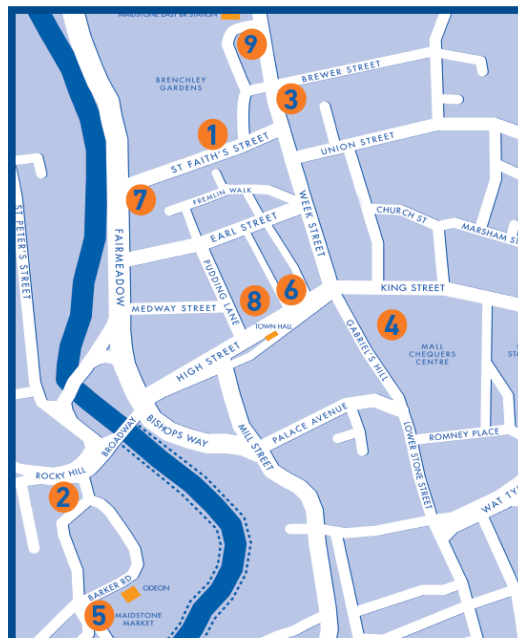 MAIDSTONE EAST BR STATION
9
BRENCHLEY
GARDENS
BREWER STREET
3
1
ST FAITH'S STREET
UNION STREET
7
FREMLIN WALK
ST PETER'S STREET
FAIRMEADOW
EARL STREET
WEEK STREET
CHURCH ST
MARSHAM ST
PUDDING LANE
6
8
KING STREET
MEDWAY STREET
TOWN HALL
4
HIGH STREET
GABRIEL'S HILL
MALL
CHEQUERS
CENTRE
STA
BROADWAY
BISHOPS WAY
MILL STREET
PALACE AVENUE
LOWER STONE STREET
ROMNEY PLACE
ROCKY HILL
2
WAT TY
BARKER RD
ODEON
5
MAIDSTONE
MARKET